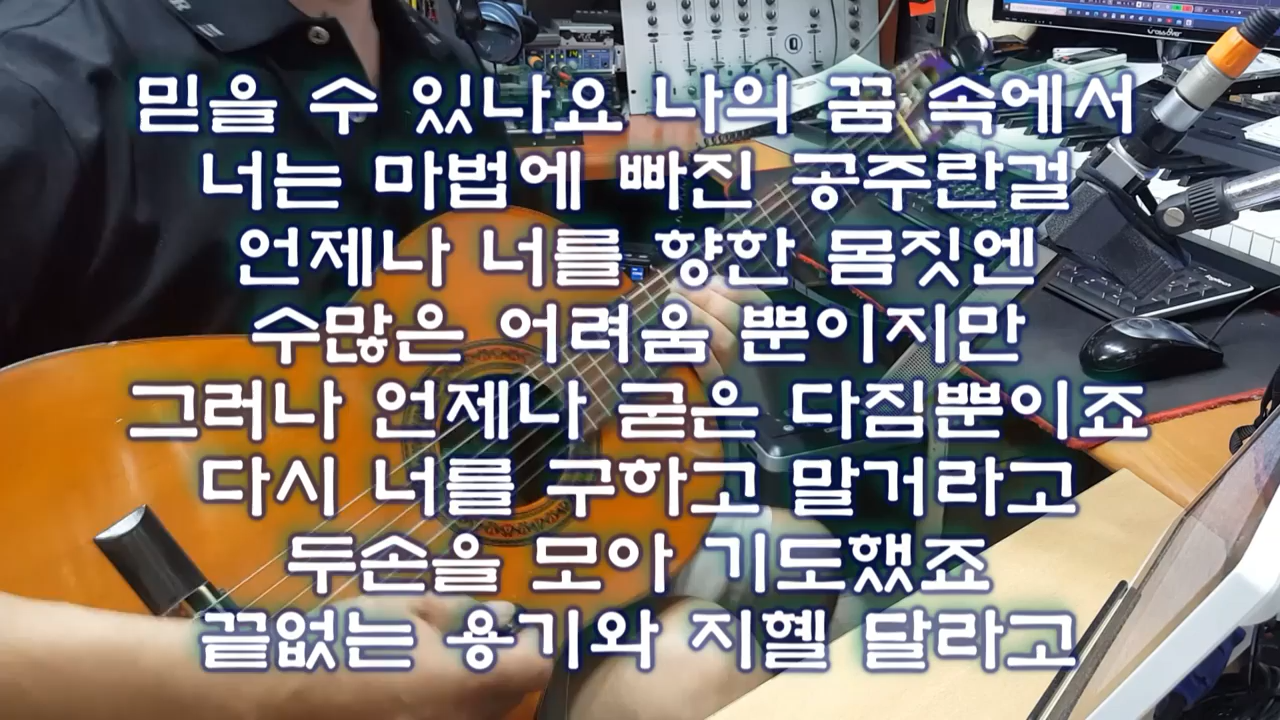 믿을 수 있나요 나의 꿈 속에서
너는 마법에 빠진 공주란걸
언제나 너를 향한 몸짓엔
수많은 어려움 뿐이지만
그러나 언제나 굳은 다짐뿐이죠
다시 너를 구하고 말거라고
두손을 모아 기도했죠
끝없는 용기와 지혤 달라고